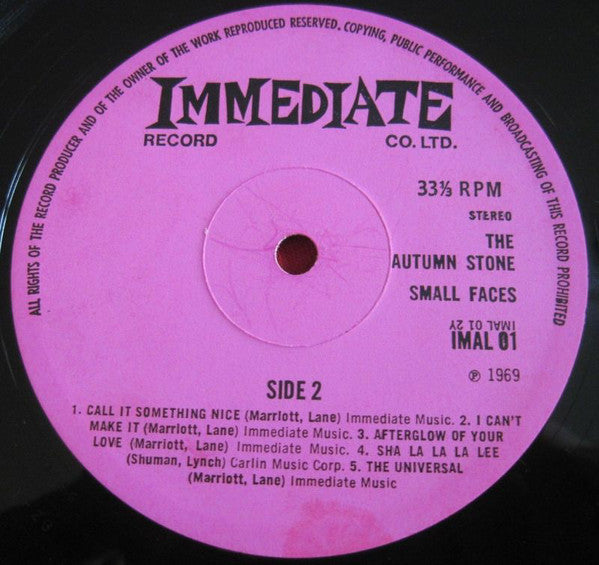 ALL RIGHTS OF THE RECORD PRODUCER AND OF THE OWNER OF THE WORK REPRODUCED RESERVED. COPYING, PUBLIC PERFORMANCE AND BROADCASTING OF THIS RECORD PROHIBITED
IMMEDIATE
RECORD CO. LTD.
33⅓ RPM
STEREO
THE
AUTUMN STONE
SMALL FACES
IMAL 01 2Y
IMAL 01
℗ 1969
SIDE 2
1. CALL IT SOMETHING NICE (Marriott, Lane) Immediate Music. 2. I CAN'T
MAKE IT (Marriott, Lane) Immediate Music. 3. AFTERGLOW OF YOUR
LOVE (Marriott, Lane) Immediate Music. 4. SHA LA LA LA LEE
(Shuman, Lynch) Carlin Music Corp. 5. THE UNIVERSAL
(Marriott, Lane) Immediate Music